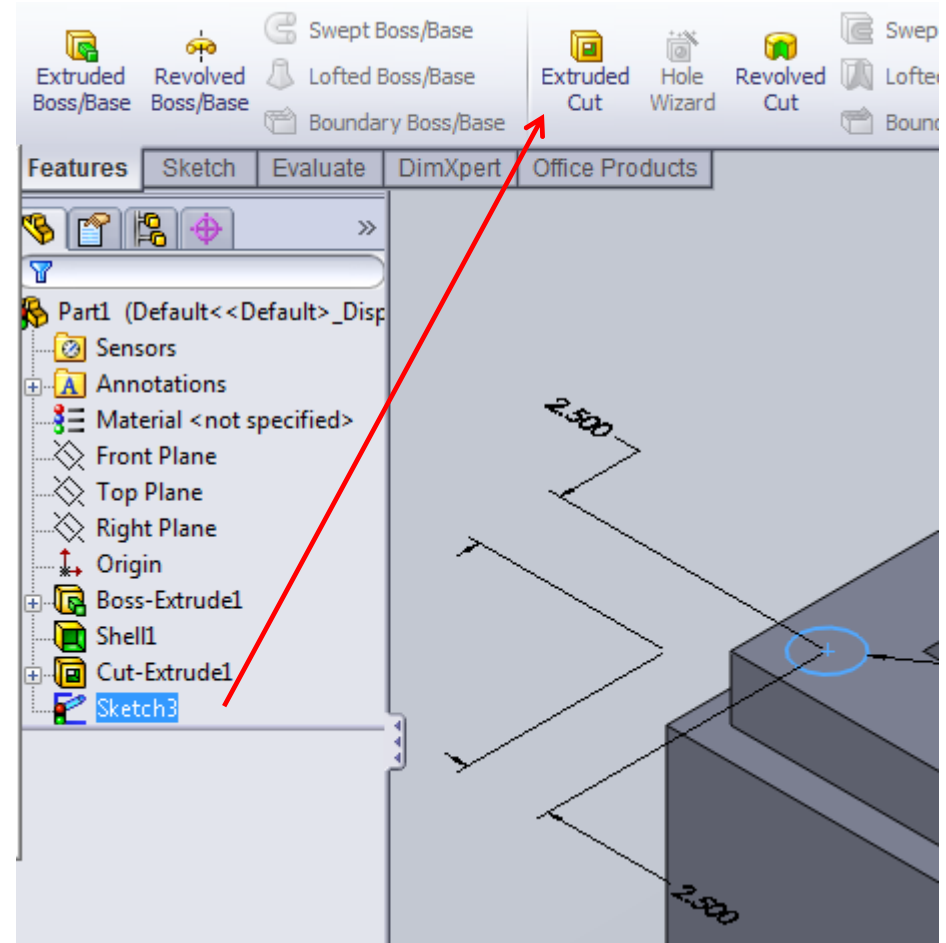 Extruded Boss/Base
Revolved Boss/Base
Swept Boss/Base
Lofted Boss/Base
Boundary Boss/Base
Extruded Cut
Hole Wizard
Revolved Cut
Swep
Lofte
Bound
Features
Sketch
Evaluate
DimXpert
Office Products
»
Part1 (Default<<Default>_Disp
Sensors
A Annotations
Material <not specified>
Front Plane
Top Plane
Right Plane
Origin
Boss-Extrude1
Shell1
Cut-Extrude1
Sketch3
2.500
2.500